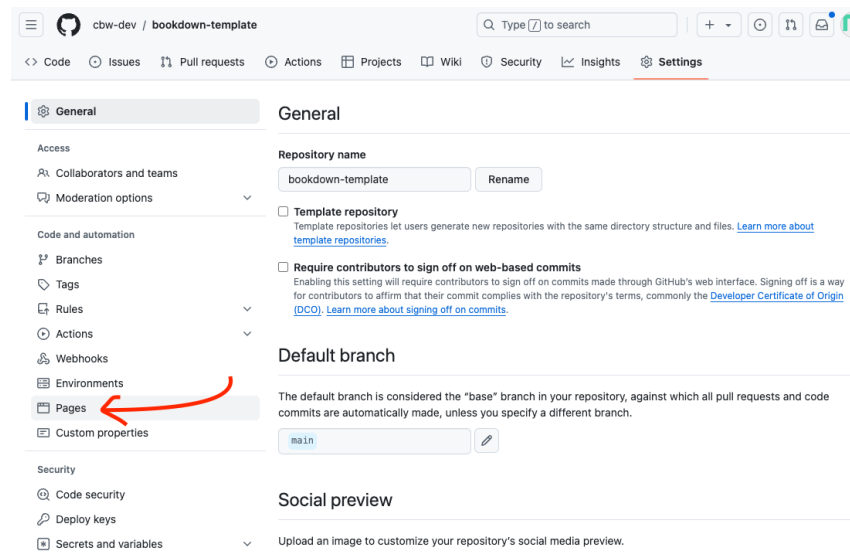 cbw-dev / bookdown-template
Type / to search
Code Issues Pull requests Actions Projects Wiki Security Insights Settings
General
Access
Collaborators and teams
Moderation options
Code and automation
Branches
Tags
Rules
Actions
Webhooks
Environments
Pages
Custom properties
Security
Code security
Deploy keys
Secrets and variables
General
Repository name
bookdown-template Rename
Template repository
Template repositories let users generate new repositories with the same directory structure and files. Learn more about
template repositories.
Require contributors to sign off on web-based commits
Enabling this setting will require contributors to sign off on commits made through GitHub's web interface. Signing off is a way
for contributors to affirm that their commit complies with the repository's terms, commonly the Developer Certificate of Origin
(DCO). Learn more about signing off on commits.
Default branch
The default branch is considered the “base” branch in your repository, against which all pull requests and code
commits are automatically made, unless you specify a different branch.
main
Social preview
Upload an image to customize your repository's social media preview.